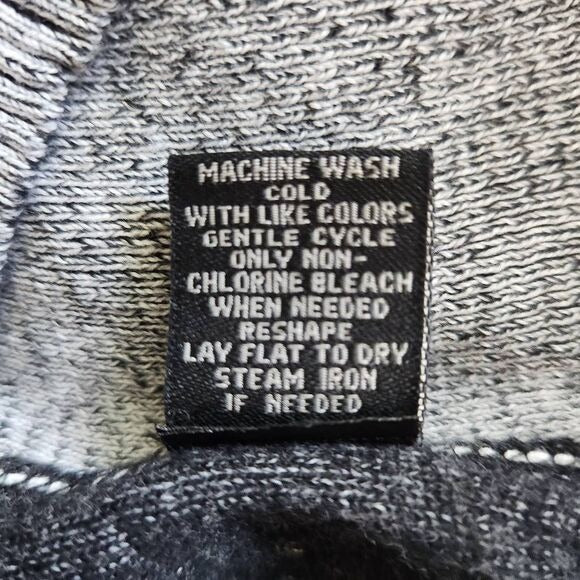 MACHINE WASH
COLD
WITH LIKE COLORS
GENTLE CYCLE
ONLY NON-
CHLORINE BLEACH
WHEN NEEDED
RESHAPE
LAY FLAT TO DRY
STEAM IRON
IF NEEDED